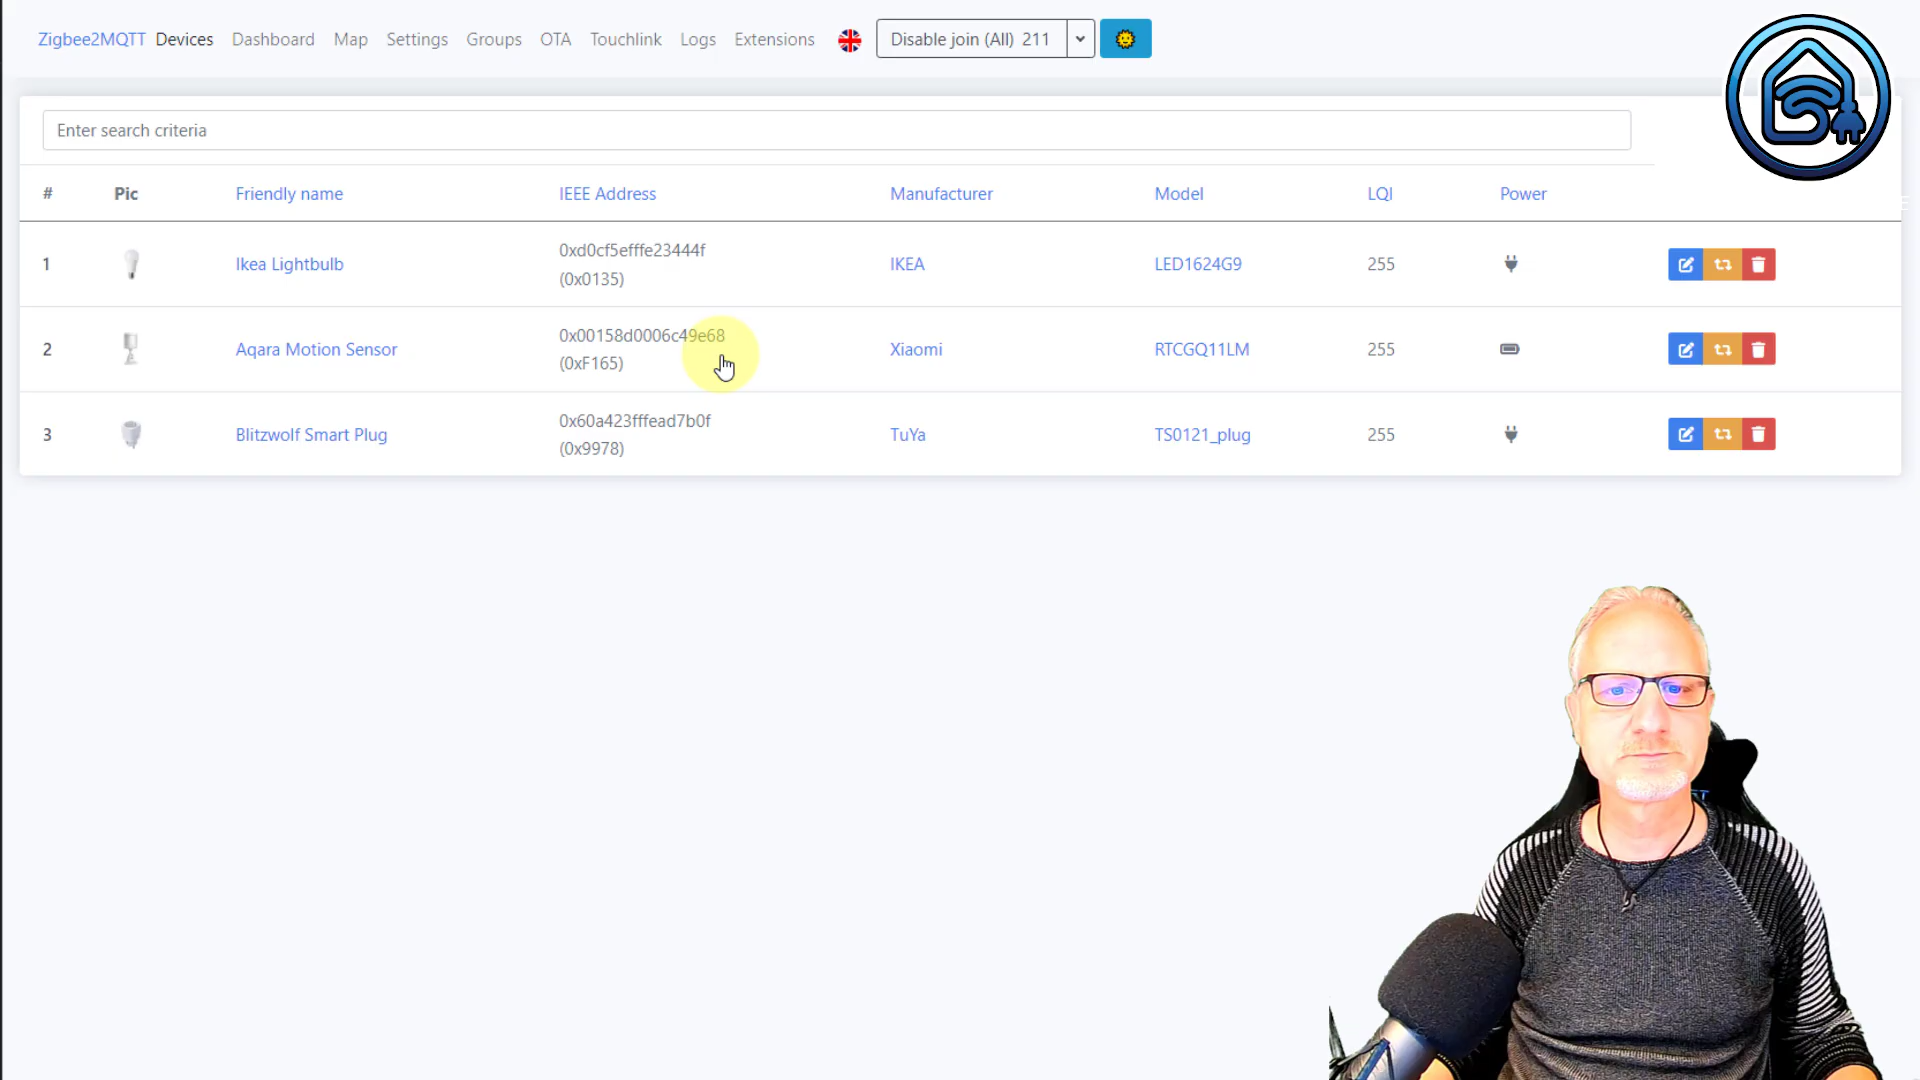 Zigbee2MQTT Devices Dashboard Map Settings Groups OTA Touchlink Logs Extensions Disable join (All) 211
Enter search criteria
# Pic Friendly name IEEE Address Manufacturer Model LQI Power
1 Ikea Lightbulb 0xd0cf5efffe23444f IKEA LED1624G9 255
(0x0135)
2 Aqara Motion Sensor 0x00158d0006c49e68 Xiaomi RTCGQ11LM 255
(0xF165)
3 Blitzwolf Smart Plug 0x60a423fffead7b0f TuYa TS0121_plug 255
(0x9978)